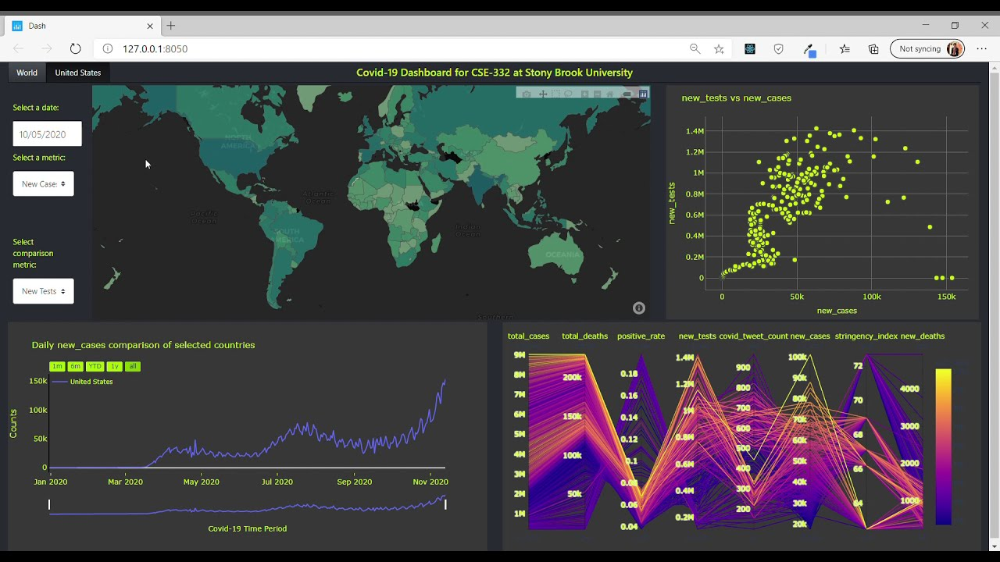 Dash
127.0.0.1:8050
Not syncing
World
United States
Covid-19 Dashboard for CSE-332 at Stony Brook University
Select a date:
10/05/2020
Select a metric:
New Case
Select
comparison
metric:
New Tests
NORTH
AMERICA
Atlantic
Ocean
Pacific
Ocean
SOUTH
AMERICA
Indian
Ocean
OCEANIA
Southern
new_tests vs new_cases
1.4M
1.2M
1M
0.8M
0.6M
0.4M
0.2M
0
new_tests
0
50k
100k
150k
new_cases
Daily new_cases comparison of selected countries
1m
6m
YTD
1y
all
United States
150k
100k
50k
0
Counts
Jan 2020
Mar 2020
May 2020
Jul 2020
Sep 2020
Nov 2020
Covid-19 Time Period
total_cases
total_deaths
positive_rate
new_tests
covid_tweet_count
new_cases
stringency_index
new_deaths
9M
8M
7M
6M
5M
4M
3M
2M
1M
200k
150k
100k
50k
0.18
0.16
0.14
0.12
0.1
0.08
0.06
0.04
1.4M
1.2M
1M
0.8M
0.6M
0.4M
0.2M
900
800
700
600
500
400
300
200
100k
90k
80k
70k
60k
50k
40k
30k
20k
72
70
68
66
64
4000
3000
2000
1000